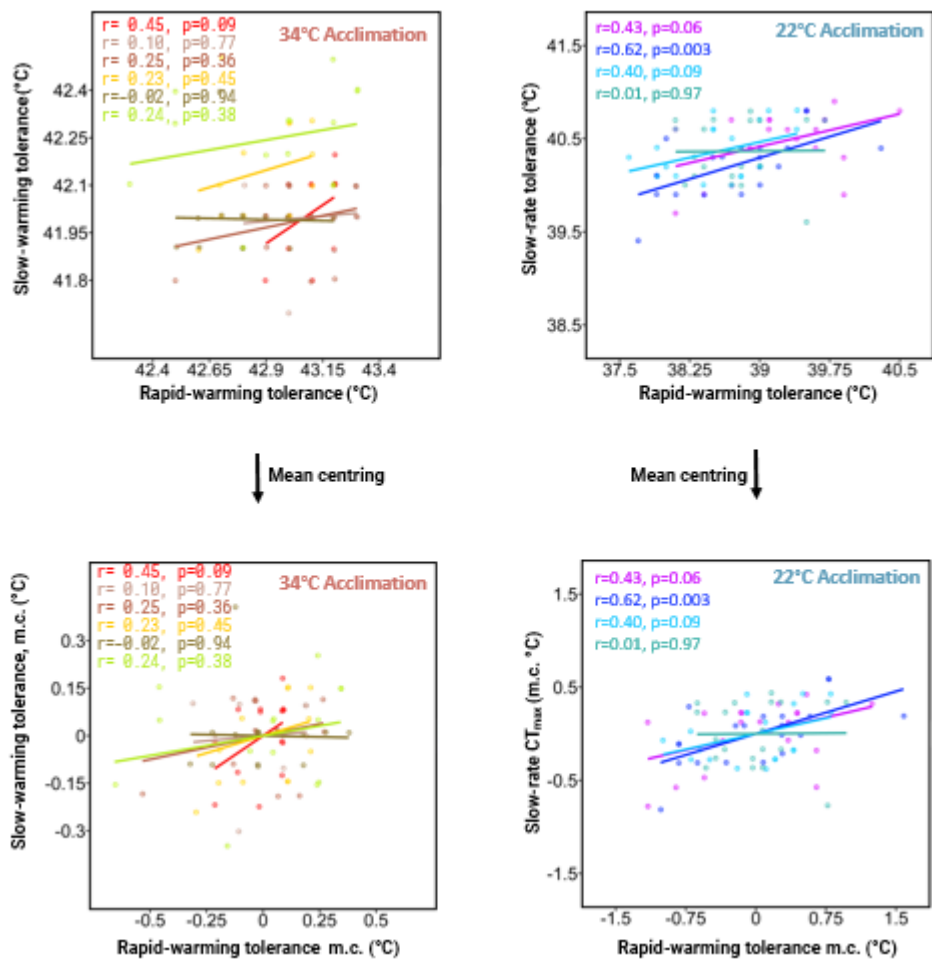 r= 0.45, p=0.09
r= 0.10, p=0.77
r= 0.25, p=0.36
r= 0.23, p=0.45
r=-0.02, p=0.94
r= 0.24, p=0.38
34°C Acclimation
Slow-warming tolerance (°C)
42.4
42.25
42.1
41.95
41.8
42.4 42.65 42.9 43.15 43.4
Rapid-warming tolerance (°C)
r=0.43, p=0.06
r=0.62, p=0.003
r=0.40, p=0.09
r=0.01, p=0.97
22°C Acclimation
Slow-rate tolerance (°C)
41.5
40.5
39.5
38.5
37.5 38.25 39 39.75 40.5
Rapid-warming tolerance (°C)
Mean centring
Mean centring
r= 0.45, p=0.09
r= 0.10, p=0.77
r= 0.25, p=0.36
r= 0.23, p=0.45
r=-0.02, p=0.94
r= 0.24, p=0.38
34°C Acclimation
Slow-warming tolerance, m.c. (°C)
0.3
0.15
0
-0.15
-0.3
-0.5 -0.25 0 0.25 0.5
Rapid-warming tolerance m.c. (°C)
r=0.43, p=0.06
r=0.62, p=0.003
r=0.40, p=0.09
r=0.01, p=0.97
22°C Acclimation
Slow-rate CTmax (m.c. °C)
1.5
0.5
-0.5
-1.5
-1.5 -0.75 0 0.75 1.5
Rapid-warming tolerance m.c. (°C)